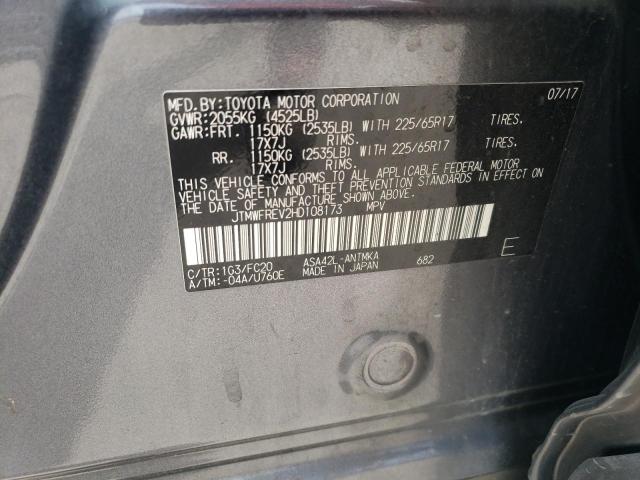 MFD. BY: TOYOTA MOTOR CORPORATION 07/17
GVWR: 2055KG (4525LB)
GAWR: FRT. 1150KG (2535LB) WITH 225/65R17 TIRES.
17X7J RIMS.
RR. 1150KG (2535LB) WITH 225/65R17 TIRES.
17X7J RIMS.
THIS VEHICLE CONFORMS TO ALL APPLICABLE FEDERAL MOTOR
VEHICLE SAFETY AND THEFT PREVENTION STANDARDS IN EFFECT ON
THE DATE OF MANUFACTURE SHOWN ABOVE.
JTMWFREV2HD108173 MPV
E
C/TR: 1G3/FC20 ASA42L-ANTMKA 682
A/TM: -04A/U760E MADE IN JAPAN